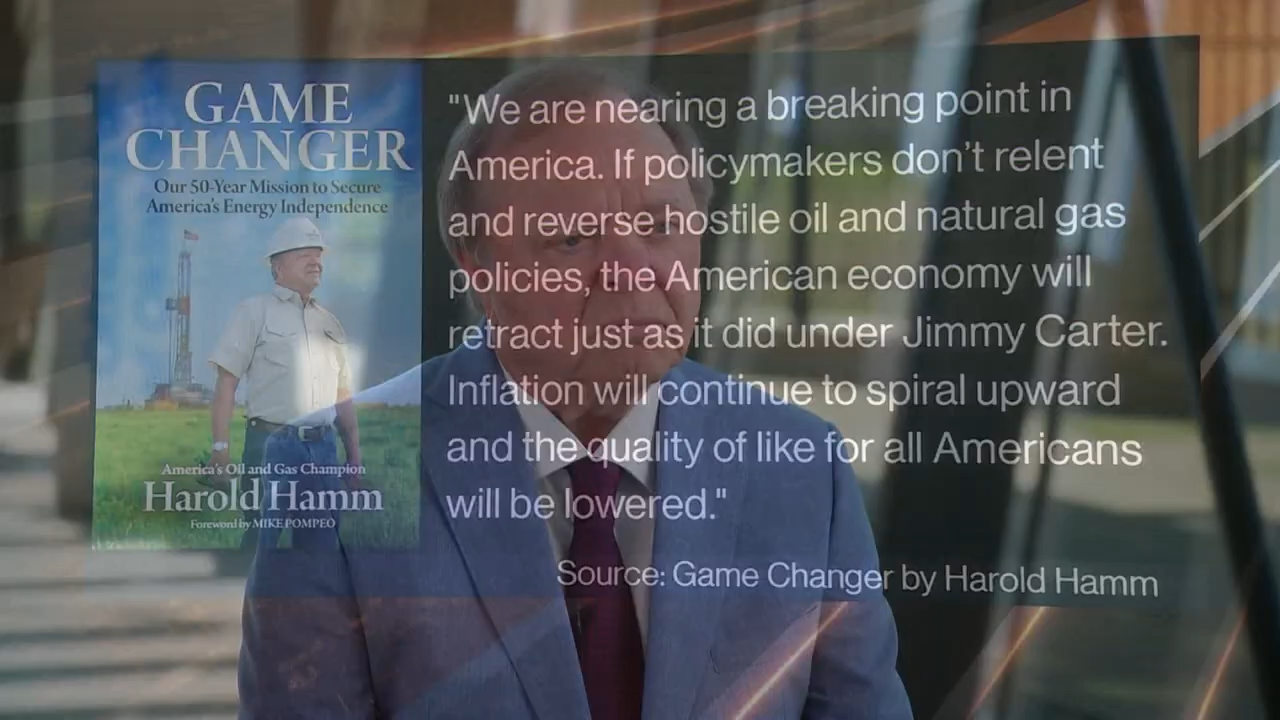 GAME
CHANGER
Our 50-Year Mission to Secure
America's Energy Independence
America's Oil and Gas Champion
Harold Hamm
Foreword by MIKE POMPEO
"We are nearing a breaking point in
America. If policymakers don't relent
and reverse hostile oil and natural gas
policies, the American economy will
retract just as it did under Jimmy Carter.
Inflation will continue to spiral upward
and the quality of like for all Americans
will be lowered."
Source: Game Changer by Harold Hamm